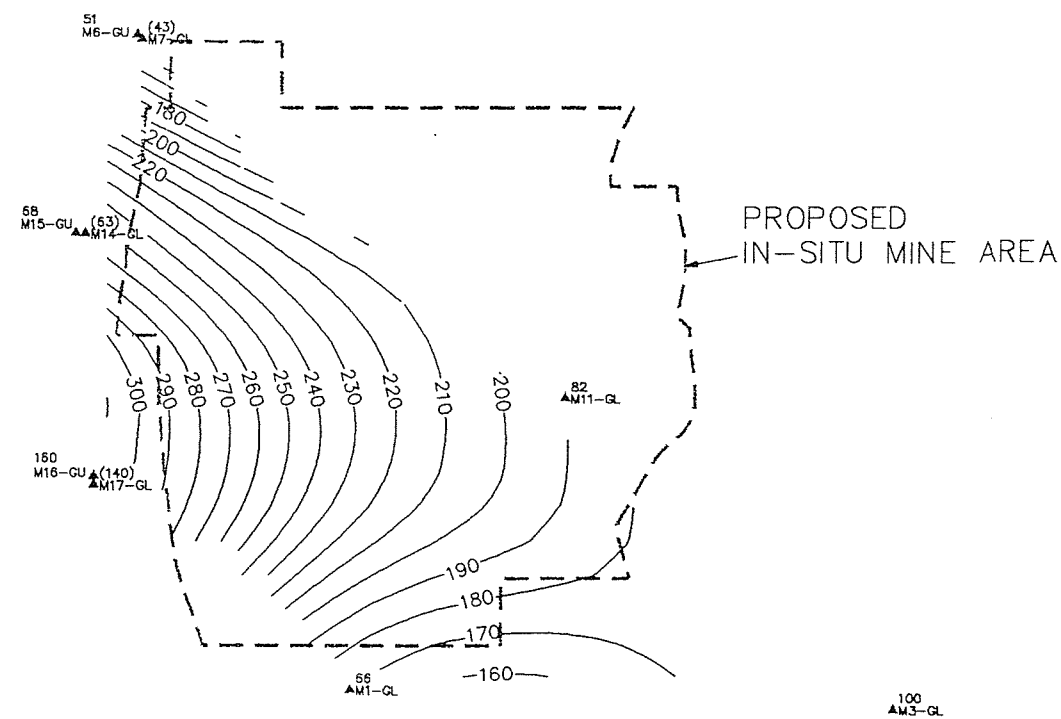 51
M6-GU (43)
M7-GL
180
200
220
68
M15-GU (63)
M14-GL
PROPOSED
IN-SITU MINE AREA
300 290 280 270 260 250 240 230 220 210 200
82
M11-GL
160
M16-GU (140)
M17-GL
190
180
170
160
66
M1-GL
100
M3-GL